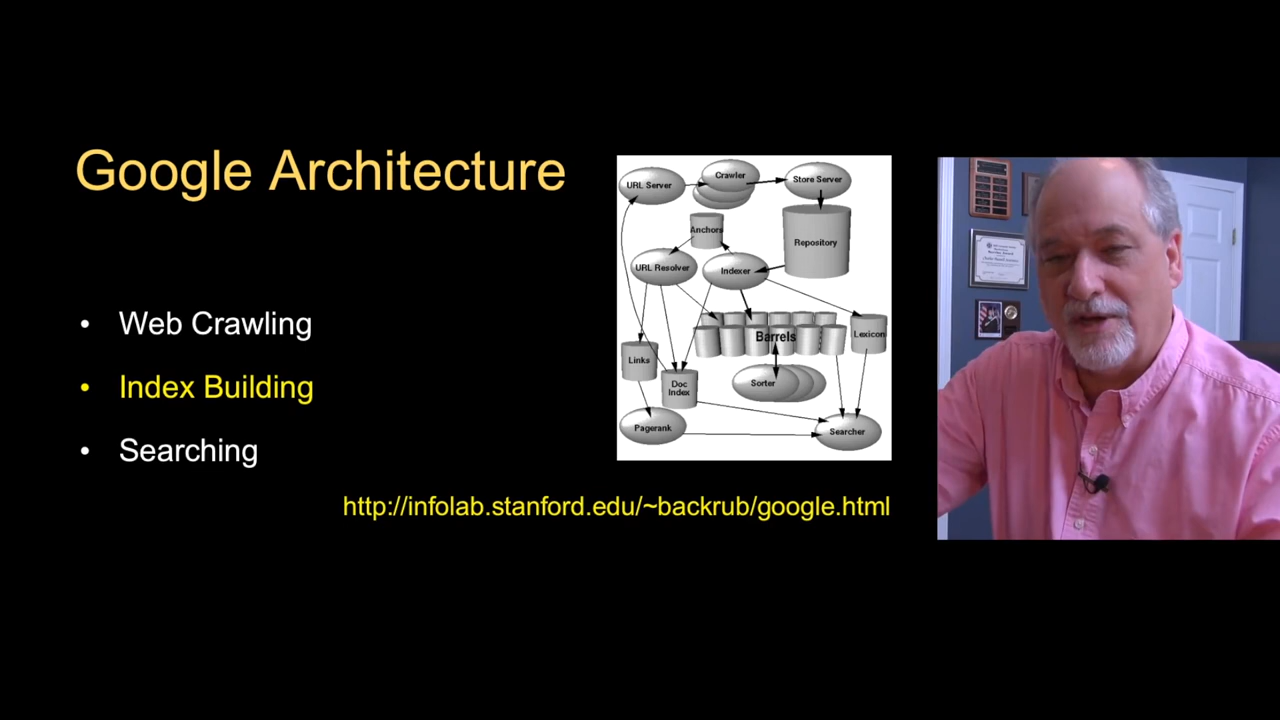 Google Architecture
• Web Crawling
• Index Building
• Searching
URL Server
Crawler
Store Server
Anchors
Repository
URL Resolver
Indexer
Barrels
Lexicon
Links
Doc
Index
Sorter
Pagerank
Searcher
http://infolab.stanford.edu/~backrub/google.html